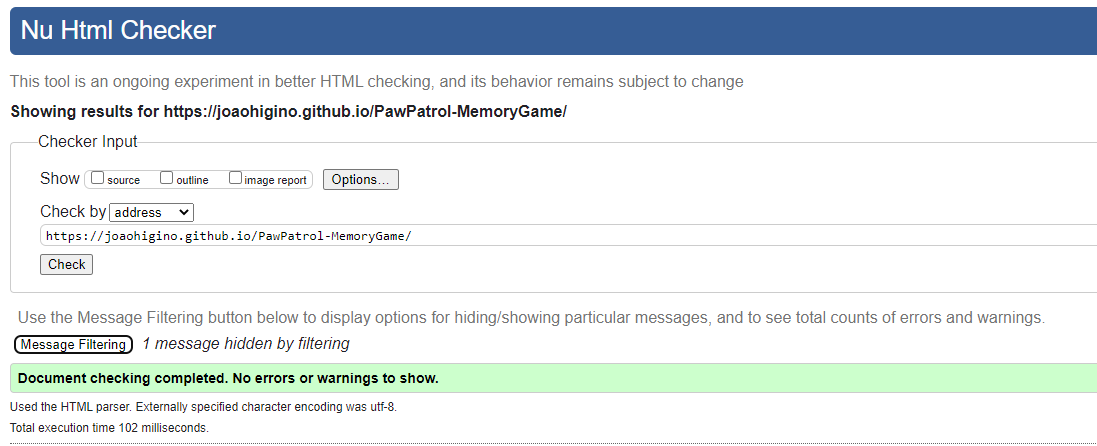 Nu Html Checker
This tool is an ongoing experiment in better HTML checking, and its behavior remains subject to change
Showing results for https://joaohigino.github.io/PawPatrol-MemoryGame/
Checker Input
Show source outline image report Options...
Check by address
https://joaohigino.github.io/PawPatrol-MemoryGame/
Check
Use the Message Filtering button below to display options for hiding/showing particular messages, and to see total counts of errors and warnings.
Message Filtering 1 message hidden by filtering
Document checking completed. No errors or warnings to show.
Used the HTML parser. Externally specified character encoding was utf-8.
Total execution time 102 milliseconds.